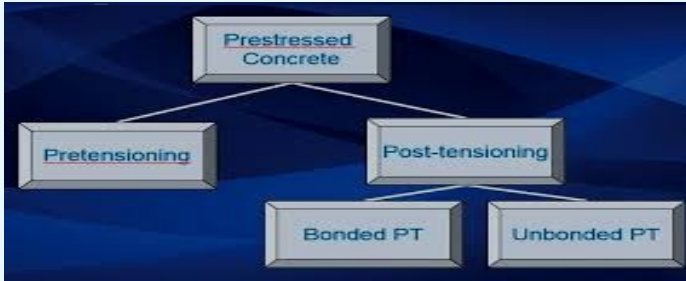 Prestressed
Concrete
Pretensioning
Post-tensioning
Bonded PT
Unbonded PT